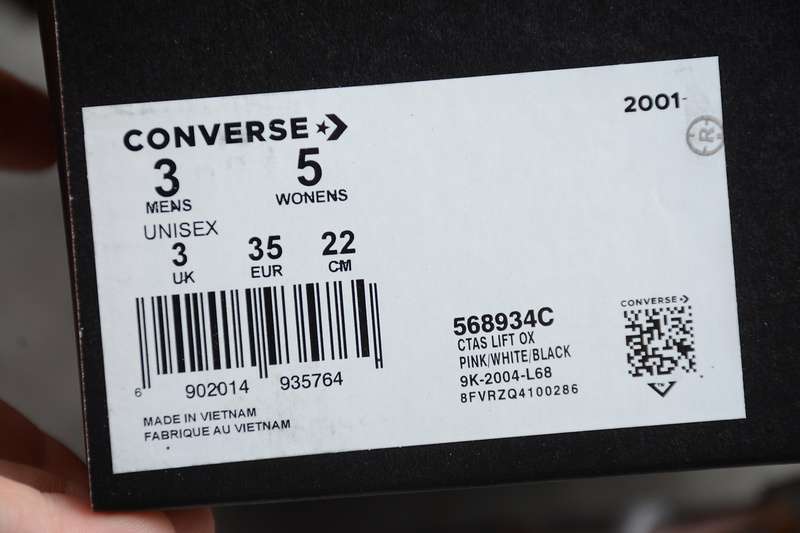 CONVERSE
2001-
R
3 5
MENS WONENS
UNISEX
3 35 22
UK EUR CM
6 902014 935764
MADE IN VIETNAM
FABRIQUE AU VIETNAM
568934C
CTAS LIFT OX
PINK/WHITE/BLACK
9K-2004-L68
8FVRZQ4100286
CONVERSE